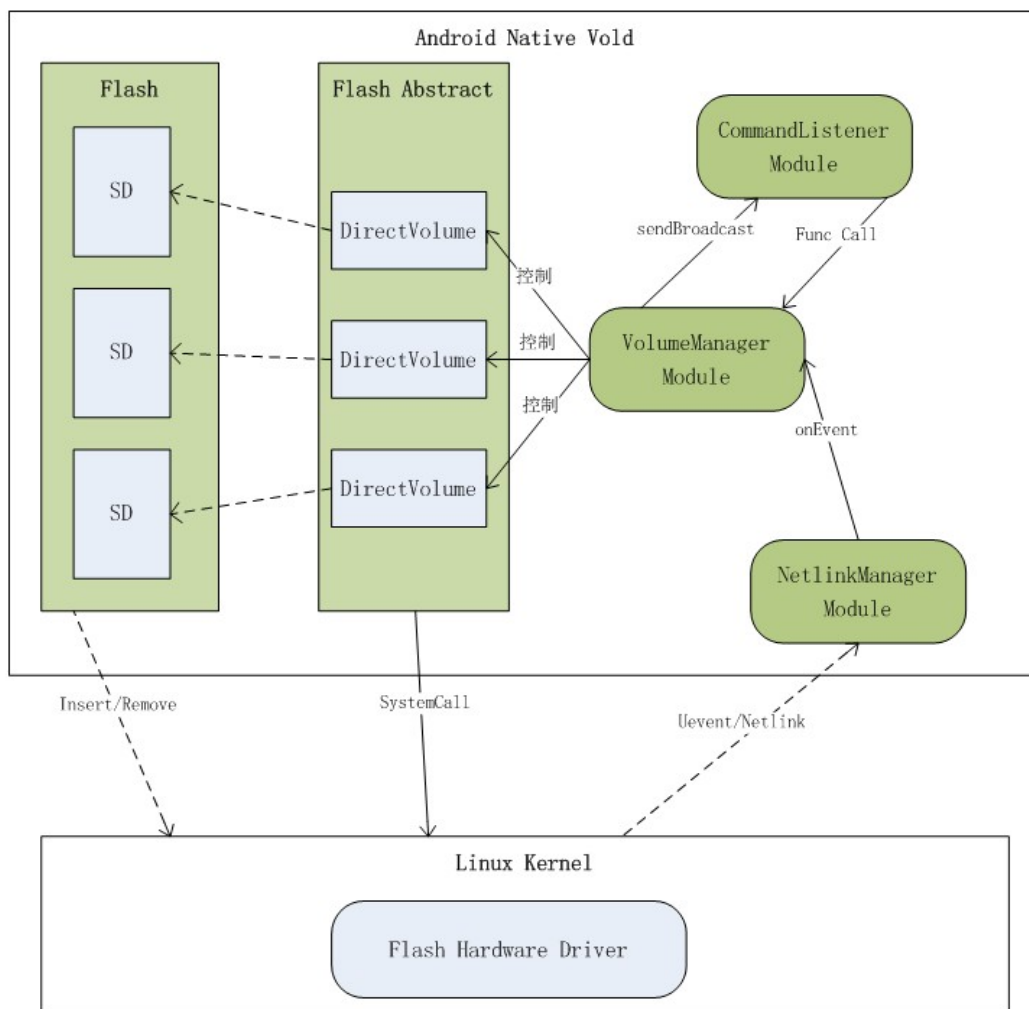 Android Native Vold
Flash
Flash Abstract
SD
SD
SD
DirectVolume
DirectVolume
DirectVolume
控制
控制
控制
CommandListener
Module
sendBroadcast
Func Call
VolumeManager
Module
onEvent
NetlinkManager
Module
Insert/Remove
SystemCall
Uevent/Netlink
Linux Kernel
Flash Hardware Driver